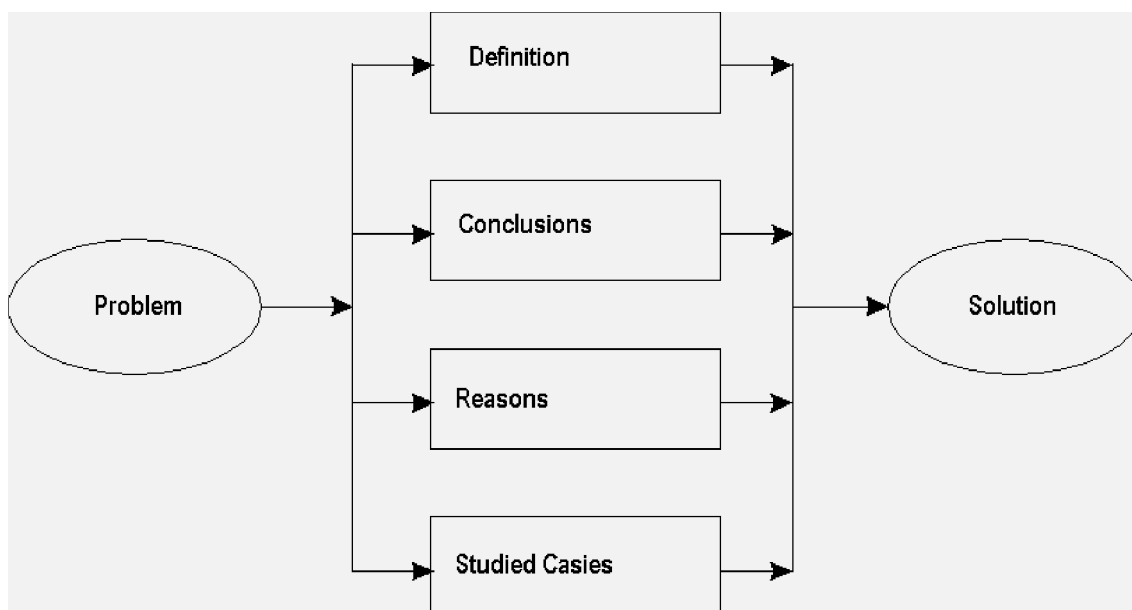 Definition
Conclusions
Problem
Solution
Reasons
Studied Casies